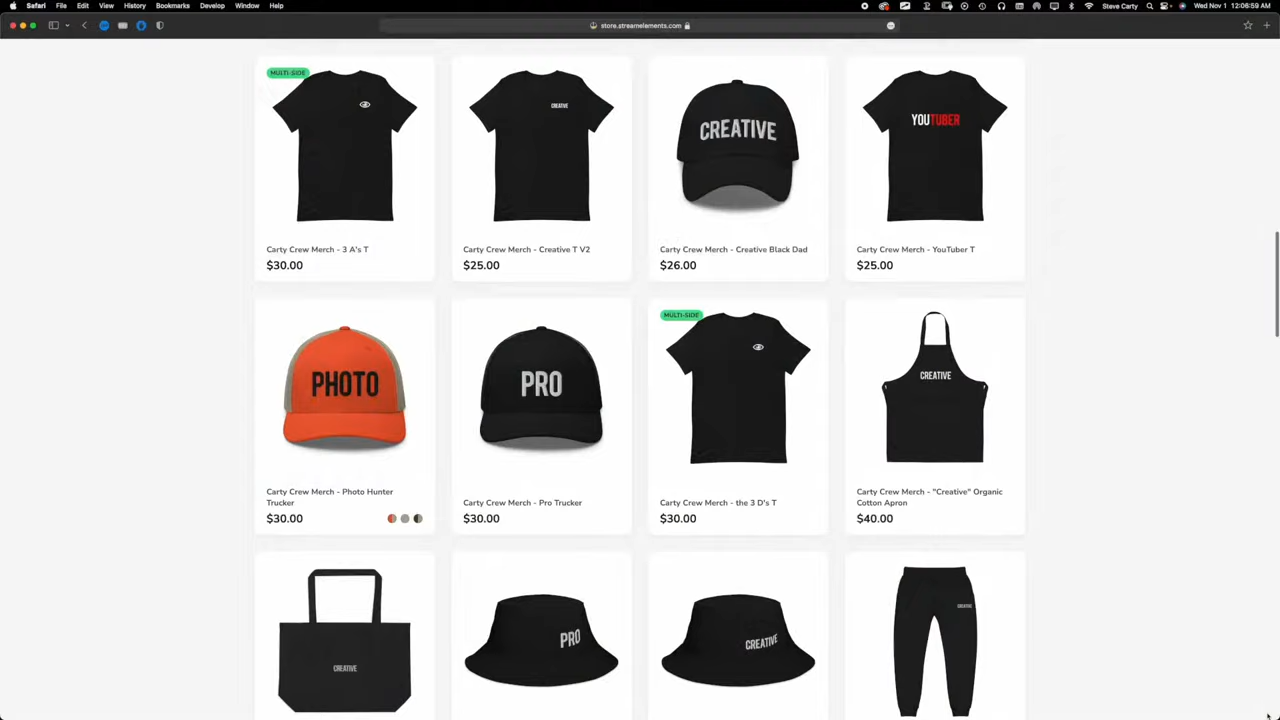 Safari File Edit View History Bookmarks Develop Window Help
Steve Carty Wed Nov 1 12:06:59 AM
store.streamelements.com
MULTI-SIDE
CREATIVE
CREATIVE
YOUTUBER
Carty Crew Merch - 3 A's T
$30.00
Carty Crew Merch - Creative T V2
$25.00
Carty Crew Merch - Creative Black Dad
$26.00
Carty Crew Merch - YouTuber T
$25.00
PHOTO
PRO
MULTI-SIDE
CREATIVE
Carty Crew Merch - Photo Hunter
Trucker
$30.00
Carty Crew Merch - Pro Trucker
$30.00
Carty Crew Merch - the 3 D's T
$30.00
Carty Crew Merch - "Creative" Organic
Cotton Apron
$40.00
CREATIVE
PRO
CREATIVE
CREATIVE